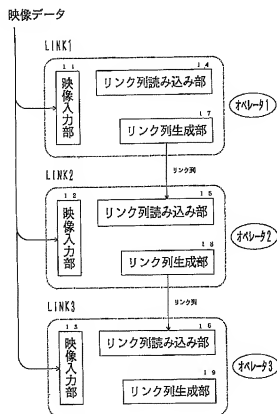 映像データ
LINK1
11
映像入力部
14
リンク列読み込み部
17
リンク列生成部
オペレータ1
リンク列
LINK2
12
映像入力部
15
リンク列読み込み部
18
リンク列生成部
オペレータ2
リンク列
LINK3
13
映像入力部
16
リンク列読み込み部
19
リンク列生成部
オペレータ3